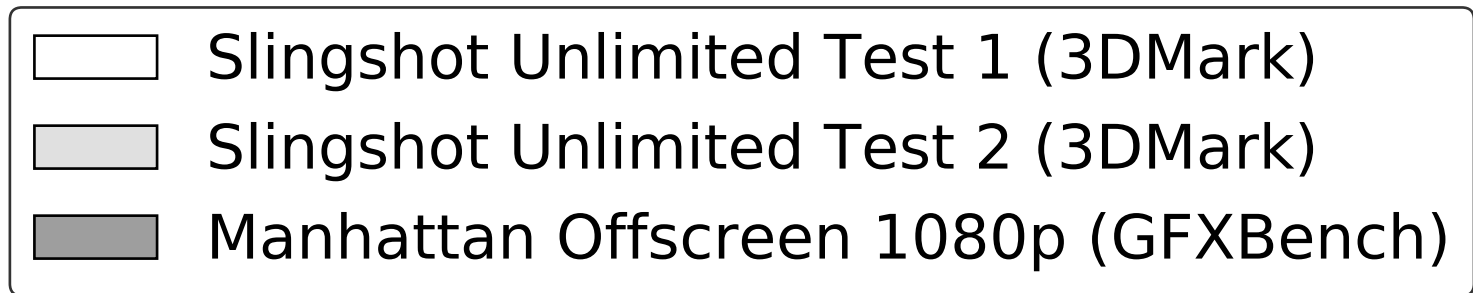 Slingshot Unlimited Test 1 (3DMark)
Slingshot Unlimited Test 2 (3DMark)
Manhattan Offscreen 1080p (GFXBench)